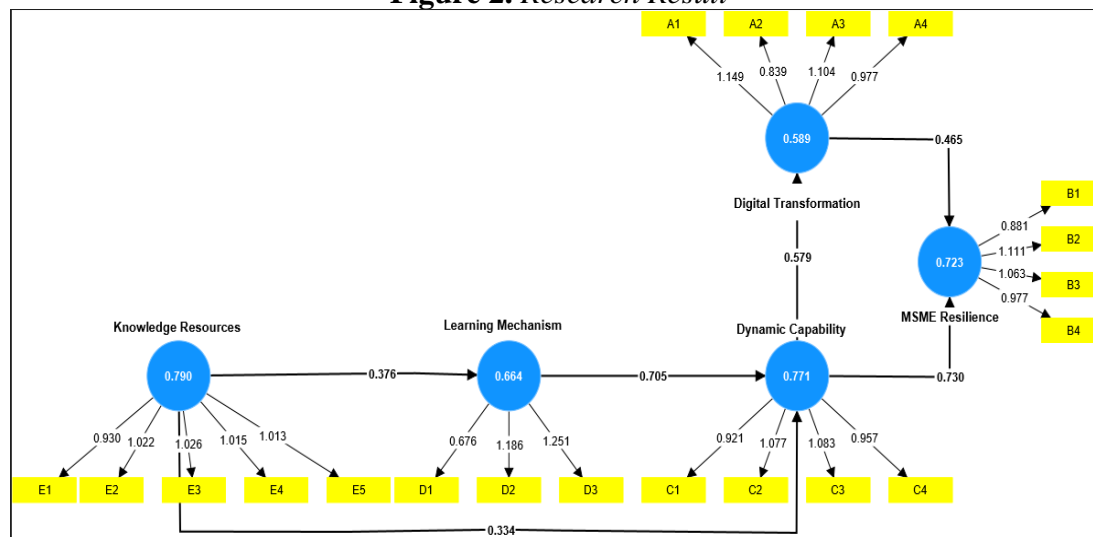 Figure 2. Research Result
A1 A2 A3 A4
1.149 0.839 1.104 0.977
0.589
0.465
Digital Transformation
B1
0.881
B2
1.111
0.723
1.063
B3
0.977
B4
MSME Resilience
0.579
Knowledge Resources
Learning Mechanism
Dynamic Capability
0.790
0.376
0.664
0.705
0.771
0.730
0.930 1.022 1.026 1.015 1.013
0.676 1.186 1.251
0.921 1.077 1.083 0.957
E1 E2 E3 E4 E5 D1 D2 D3 C1 C2 C3 C4
0.334